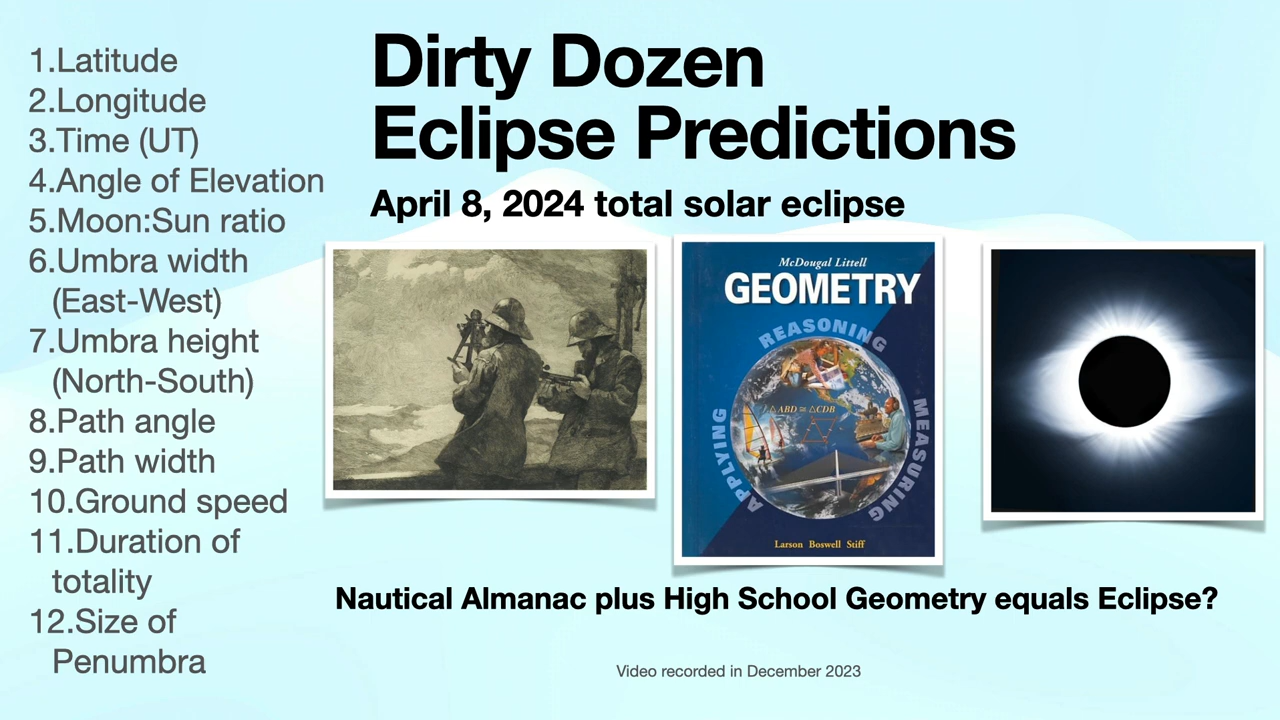 1.Latitude
2.Longitude
3.Time (UT)
4.Angle of Elevation
5.Moon:Sun ratio
6.Umbra width
(East-West)
7.Umbra height
(North-South)
8.Path angle
9.Path width
10.Ground speed
11.Duration of
totality
12.Size of
Penumbra
Dirty Dozen
Eclipse Predictions
April 8, 2024 total solar eclipse
McDougal Littell
GEOMETRY
REASONING
APPLYING
MEASURING
△ABD ≅ △CDB
Larson Boswell Stiff
Nautical Almanac plus High School Geometry equals Eclipse?
Video recorded in December 2023